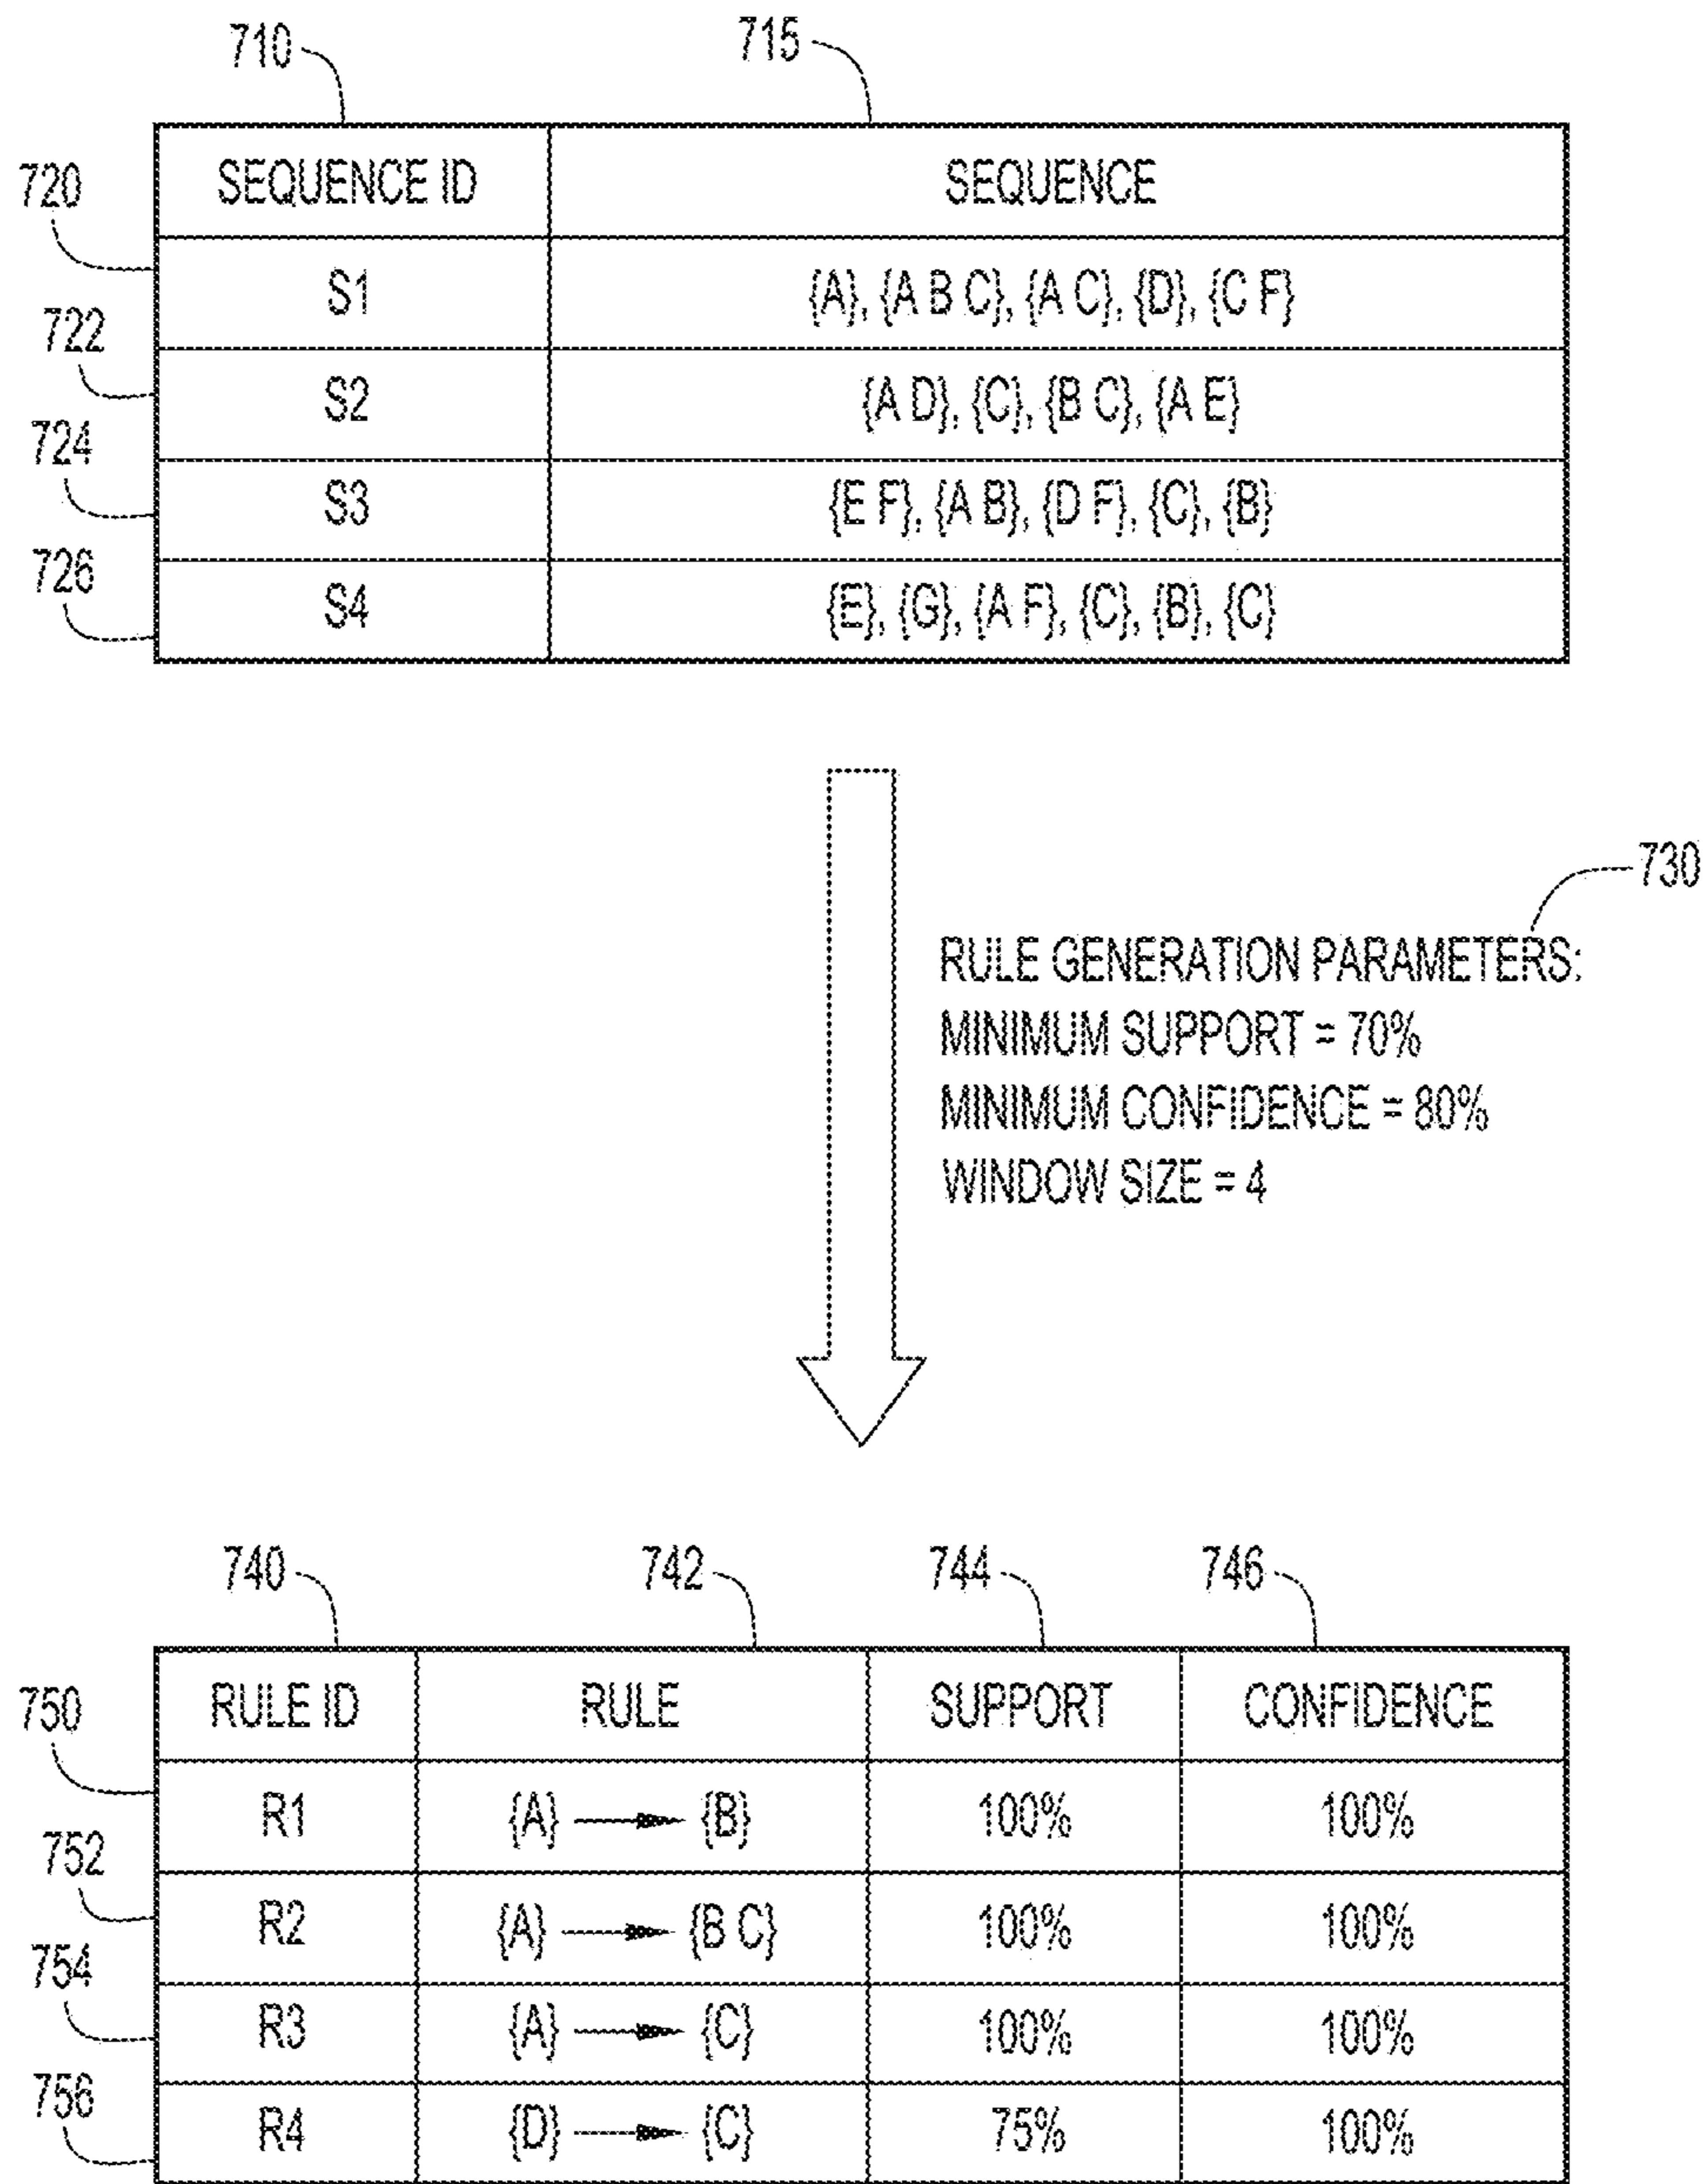 710
715
SEQUENCE ID SEQUENCE
720
S1 {A}, {A B C}, {A C}, {D}, {C F}
722
S2 {A D}, {C}, {B C}, {A E}
724
S3 {E F}, {A B}, {D F}, {C}, {B}
726
S4 {E}, {G}, {A F}, {C}, {B}, {C}
730
RULE GENERATION PARAMETERS:
MINIMUM SUPPORT = 70%
MINIMUM CONFIDENCE = 80%
WINDOW SIZE = 4
740 742 744 746
RULE ID RULE SUPPORT CONFIDENCE
750
R1 {A} {B} 100% 100%
752
R2 {A} {B C} 100% 100%
754
R3 {A} {C} 100% 100%
756
R4 {D} {C} 75% 100%